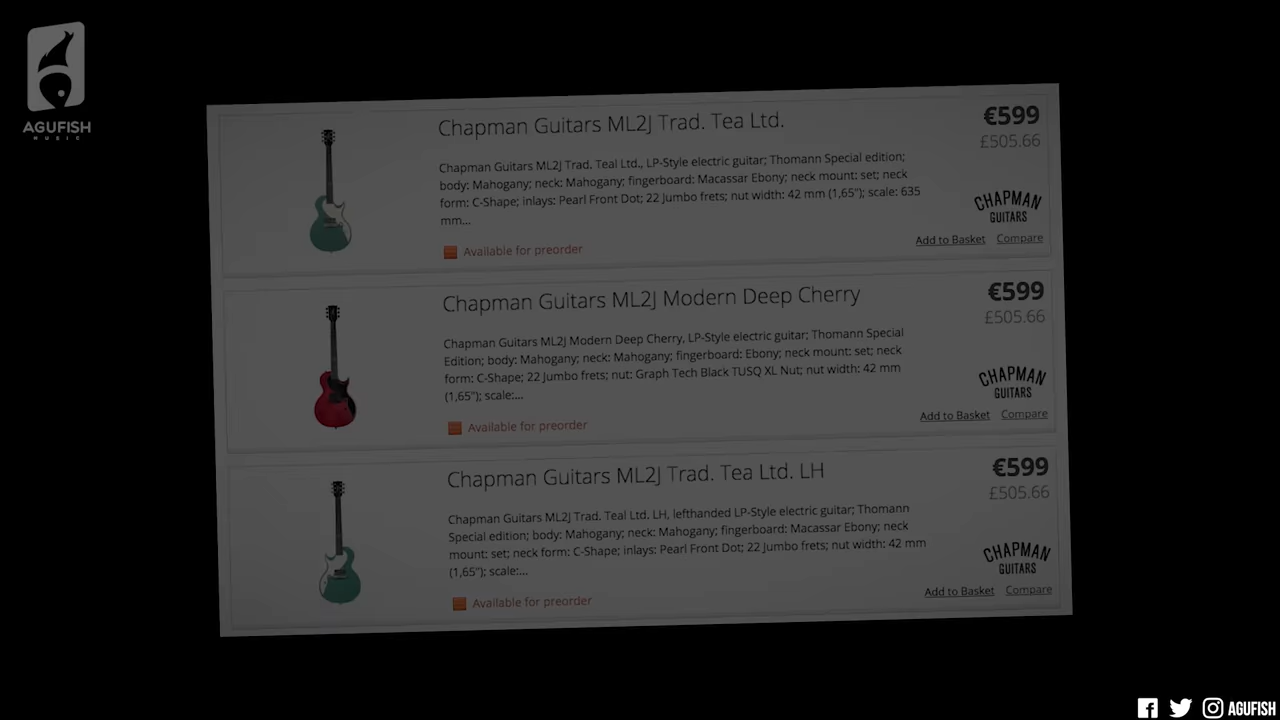 AGUFISH
MUSIC
Chapman Guitars ML2J Trad. Tea Ltd.
€599
£505.66
Chapman Guitars ML2J Trad. Teal Ltd., LP-Style electric guitar; Thomann Special edition;
body: Mahogany; neck: Mahogany; fingerboard: Macassar Ebony; neck mount: set; neck
form: C-Shape; inlays: Pearl Front Dot; 22 Jumbo frets; nut width: 42 mm (1,65"); scale: 635
mm...
CHAPMAN
GUITARS
Available for preorder
Add to Basket Compare
Chapman Guitars ML2J Modern Deep Cherry
€599
£505.66
Chapman Guitars ML2J Modern Deep Cherry, LP-Style electric guitar; Thomann Special
Edition; body: Mahogany; neck: Mahogany; fingerboard: Ebony; neck mount: set; neck
form: C-Shape; 22 Jumbo frets; nut: Graph Tech Black TUSQ XL Nut; nut width: 42 mm
(1,65"); scale:...
CHAPMAN
GUITARS
Available for preorder
Add to Basket Compare
Chapman Guitars ML2J Trad. Tea Ltd. LH
€599
£505.66
Chapman Guitars ML2J Trad. Teal Ltd. LH, lefthanded LP-Style electric guitar; Thomann
Special edition; body: Mahogany; neck: Mahogany; fingerboard: Macassar Ebony; neck
mount: set; neck form: C-Shape; inlays: Pearl Front Dot; 22 Jumbo frets; nut width: 42 mm
(1,65"); scale:...
CHAPMAN
GUITARS
Available for preorder
Add to Basket Compare
AGUFISH